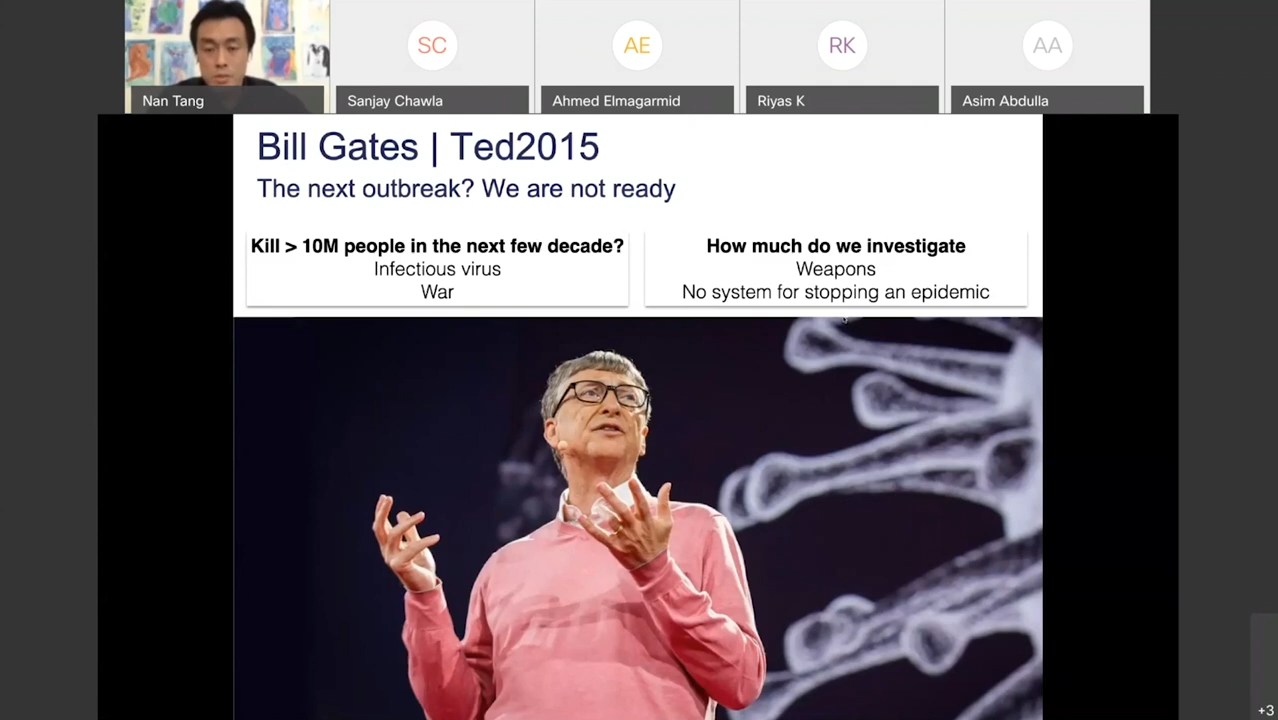 SC
AE
RK
AA
Nan Tang
Sanjay Chawla
Ahmed Elmagarmid
Riyas K
Asim Abdulla
Bill Gates | Ted2015
The next outbreak? We are not ready
Kill > 10M people in the next few decade?
Infectious virus
War
How much do we investigate
Weapons
No system for stopping an epidemic
+3